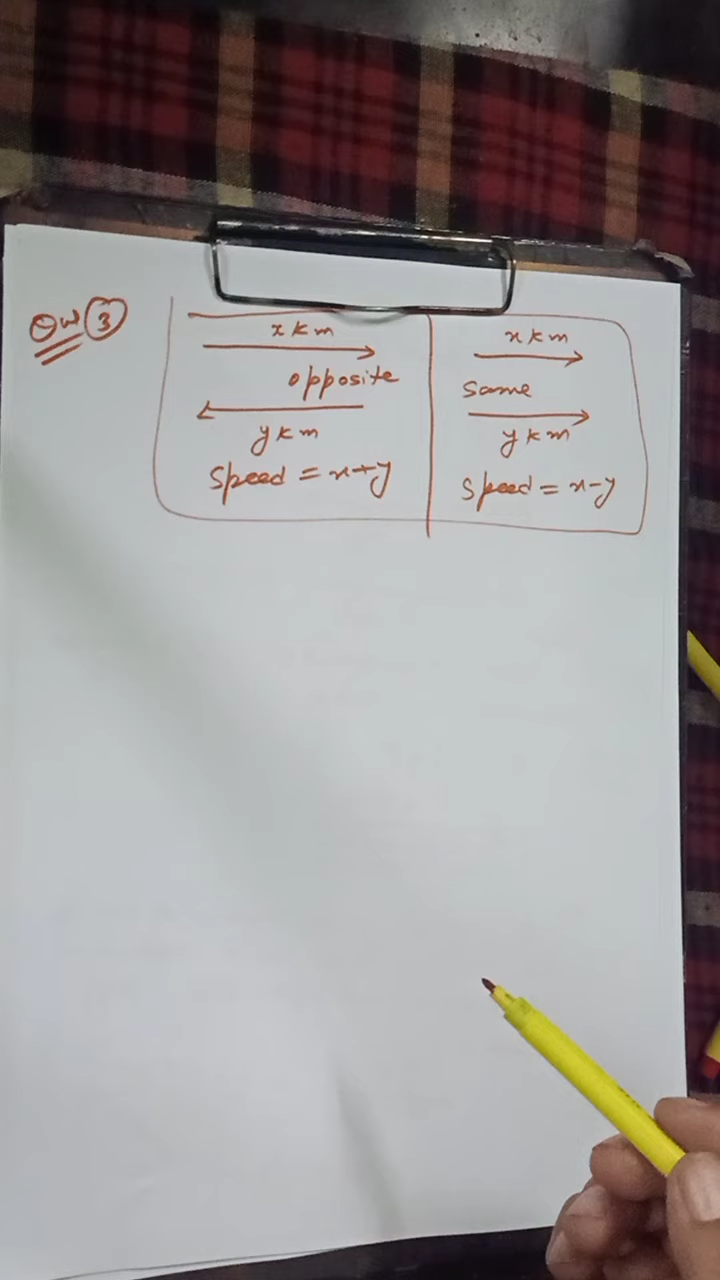 QW 3
x km
opposite
y km
Speed = x+y
x km
Same
y km
Speed = x-y